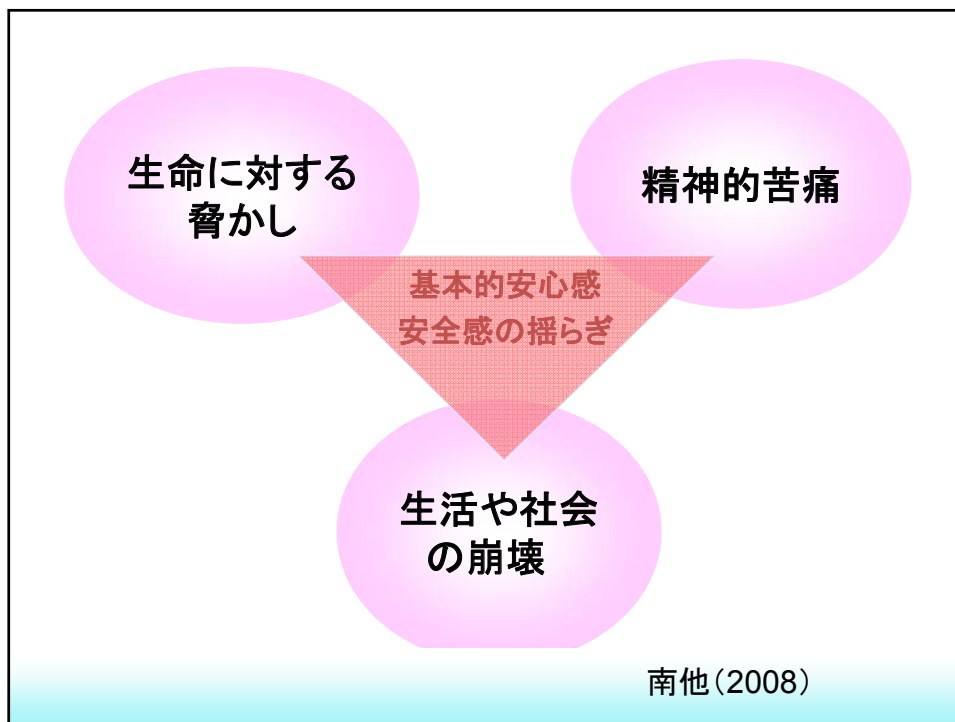 生命に対する
脅かし
精神的苦痛
基本的安心感
安全感の揺らぎ
生活や社会
の崩壊
南他(2008)